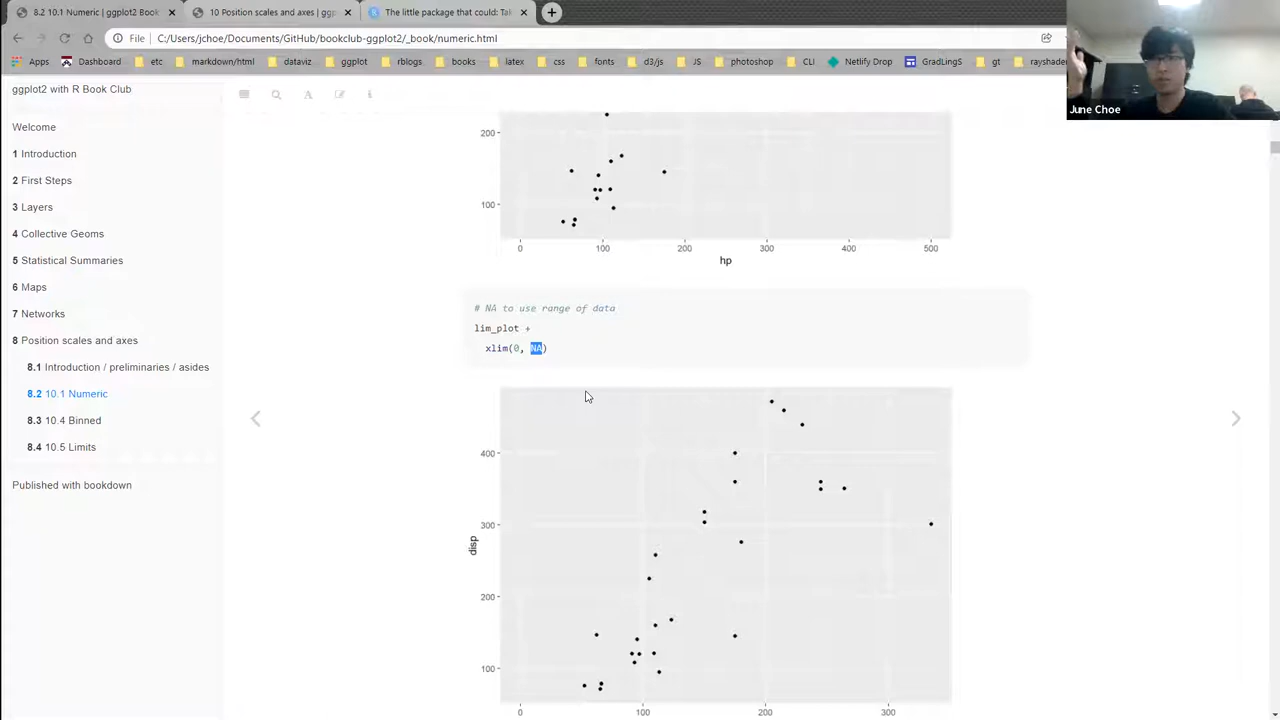 8.2 10.1 Numeric | ggplot2 Book
10 Position scales and axes | ggp
The little package that could: Tak
File C:/Users/jchoe/Documents/GitHub/bookclub-ggplot2/_book/numeric.html
Apps Dashboard etc markdown/html dataviz ggplot rblogs books latex css fonts d3/js JS photoshop CLI Netlify Drop GradLingS gt rayshade
June Choe
ggplot2 with R Book Club
Welcome
1 Introduction
2 First Steps
3 Layers
4 Collective Geoms
5 Statistical Summaries
6 Maps
7 Networks
8 Position scales and axes
8.1 Introduction / preliminaries / asides
8.2 10.1 Numeric
8.3 10.4 Binned
8.4 10.5 Limits
Published with bookdown
200
100
0 100 200 300 400 500
hp
# NA to use range of data
lim_plot +
xlim(0, NA)
400
300
disp
200
100
0 200 300